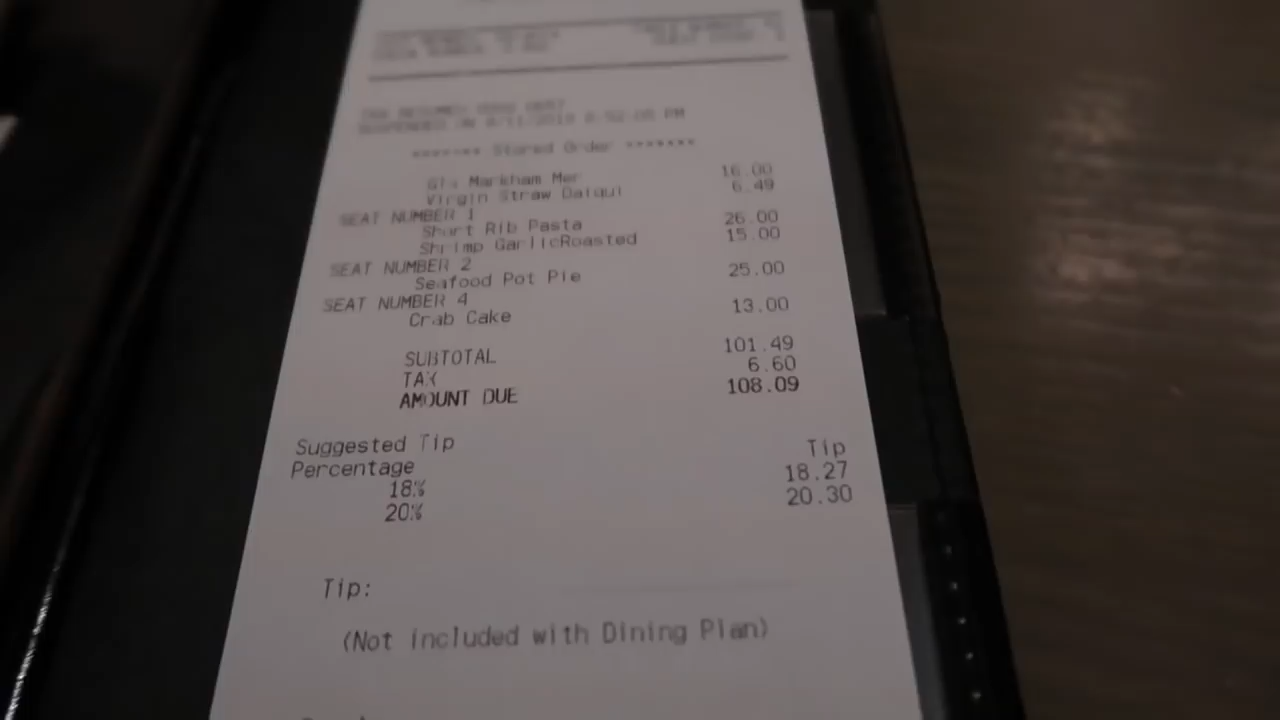 ******* Stored Order *******
Gls Markham Mer 16.00
Virgin Straw Daiqui 6.49
SEAT NUMBER 1
Short Rib Pasta 26.00
Shrimp GarlicRoasted 15.00
SEAT NUMBER 2
Seafood Pot Pie 25.00
SEAT NUMBER 4
Crab Cake 13.00
SUBTOTAL 101.49
TAX 6.60
AMOUNT DUE 108.09
Suggested Tip
Percentage Tip
18% 18.27
20% 20.30
Tip:
(Not included with Dining Plan)